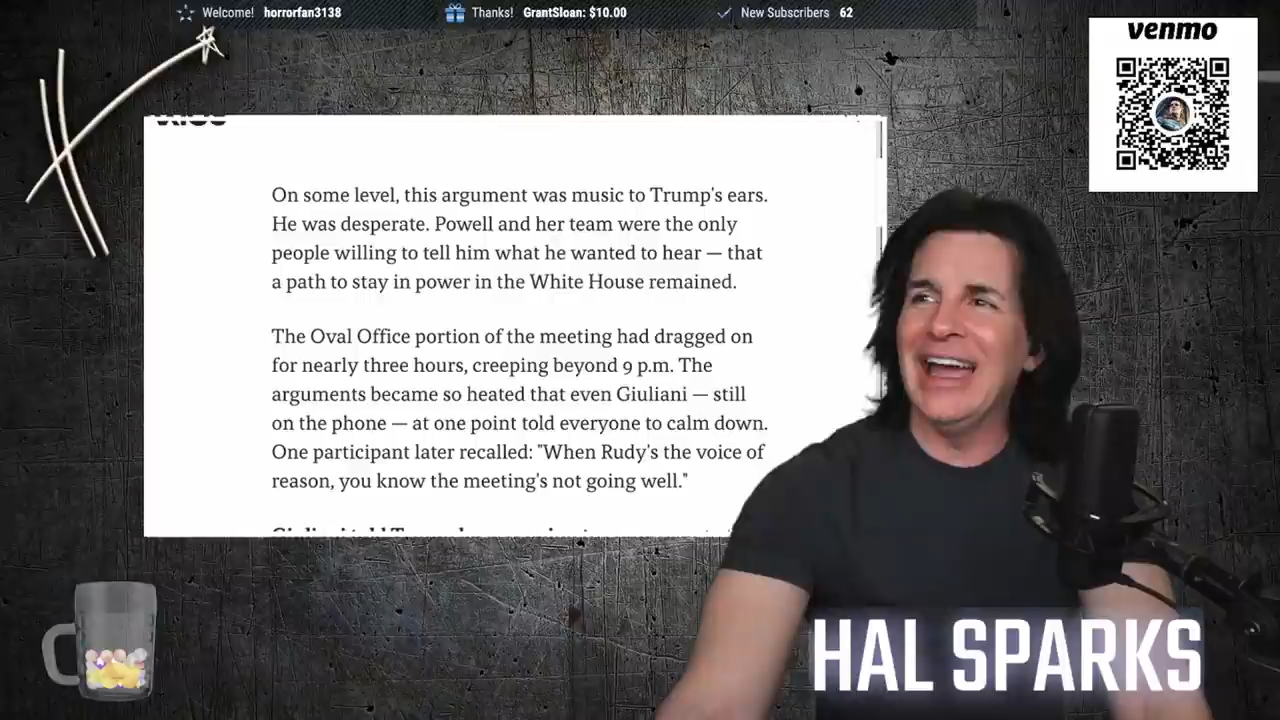 Welcome! horrorfan3138
Thanks! GrantSloan: $10.00
New Subscribers 62
venmo
On some level, this argument was music to Trump's ears.
He was desperate. Powell and her team were the only
people willing to tell him what he wanted to hear — that
a path to stay in power in the White House remained.
The Oval Office portion of the meeting had dragged on
for nearly three hours, creeping beyond 9 p.m. The
arguments became so heated that even Giuliani — still
on the phone — at one point told everyone to calm down.
One participant later recalled: "When Rudy's the voice of
reason, you know the meeting's not going well."
HAL SPARKS